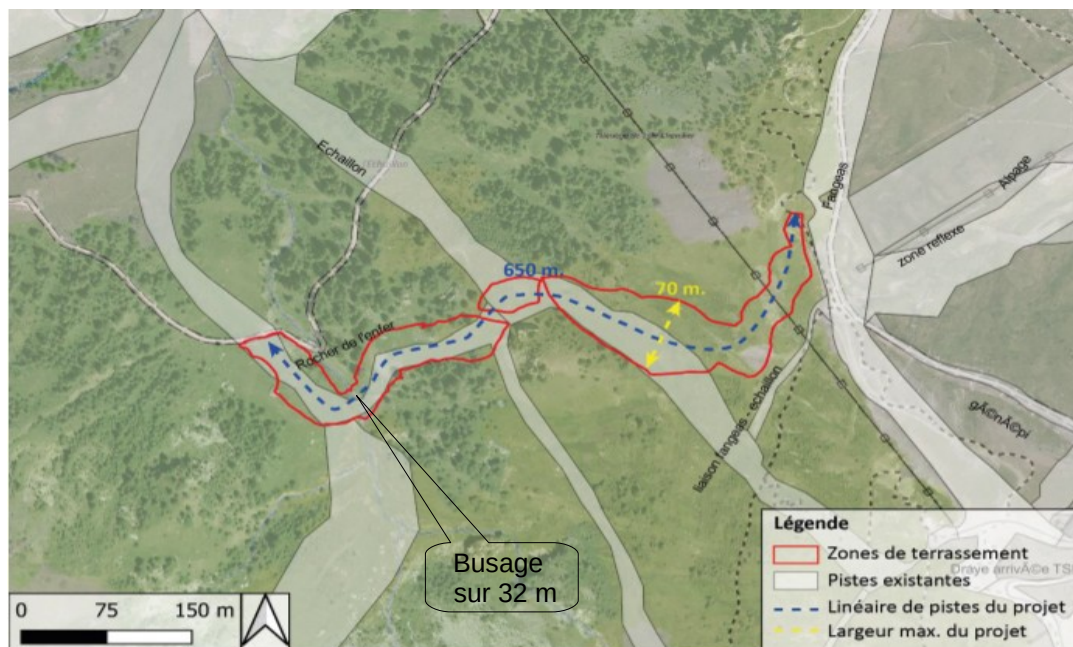 Echaillon
Fangeas
Alpage
zone reflexe
650 m.
70 m.
Rocher de l'enfer
liaison fangeas - echaillon
gÃ©nÃ©pi
Busage
sur 32 m
0 75 150 m
Légende
Zones de terrassement
Draye arrivÃ©e TS
Pistes existantes
Linéaire de pistes du projet
Largeur max. du projet